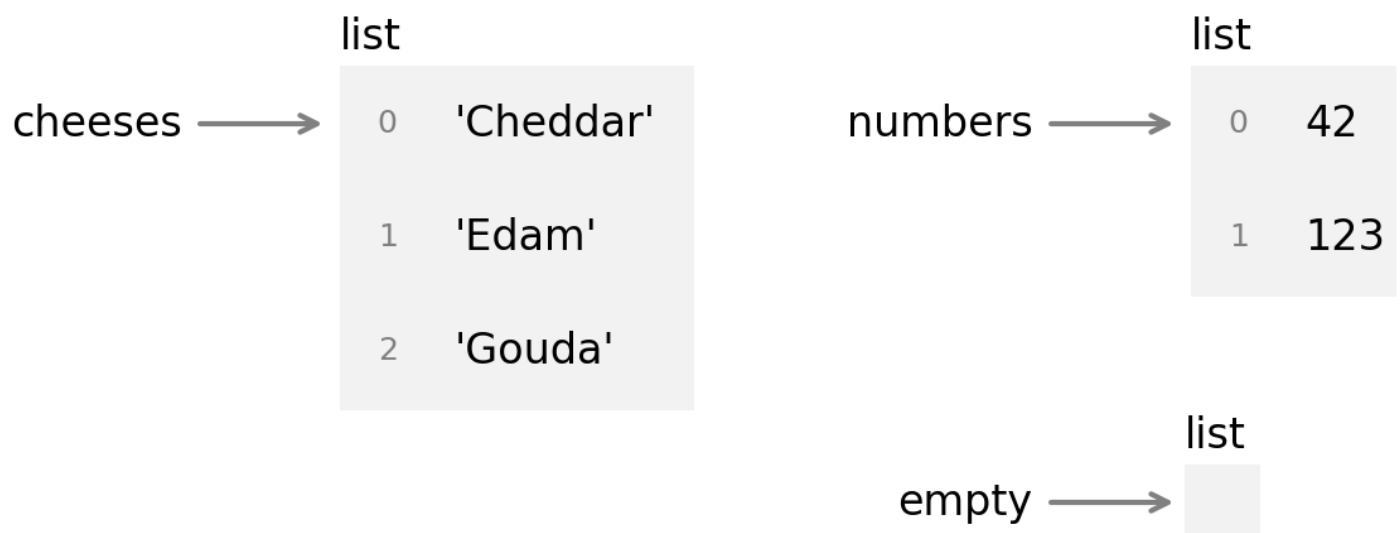 list
cheeses 0 'Cheddar'
1 'Edam'
2 'Gouda'
list
numbers 0 42
1 123
list
empty